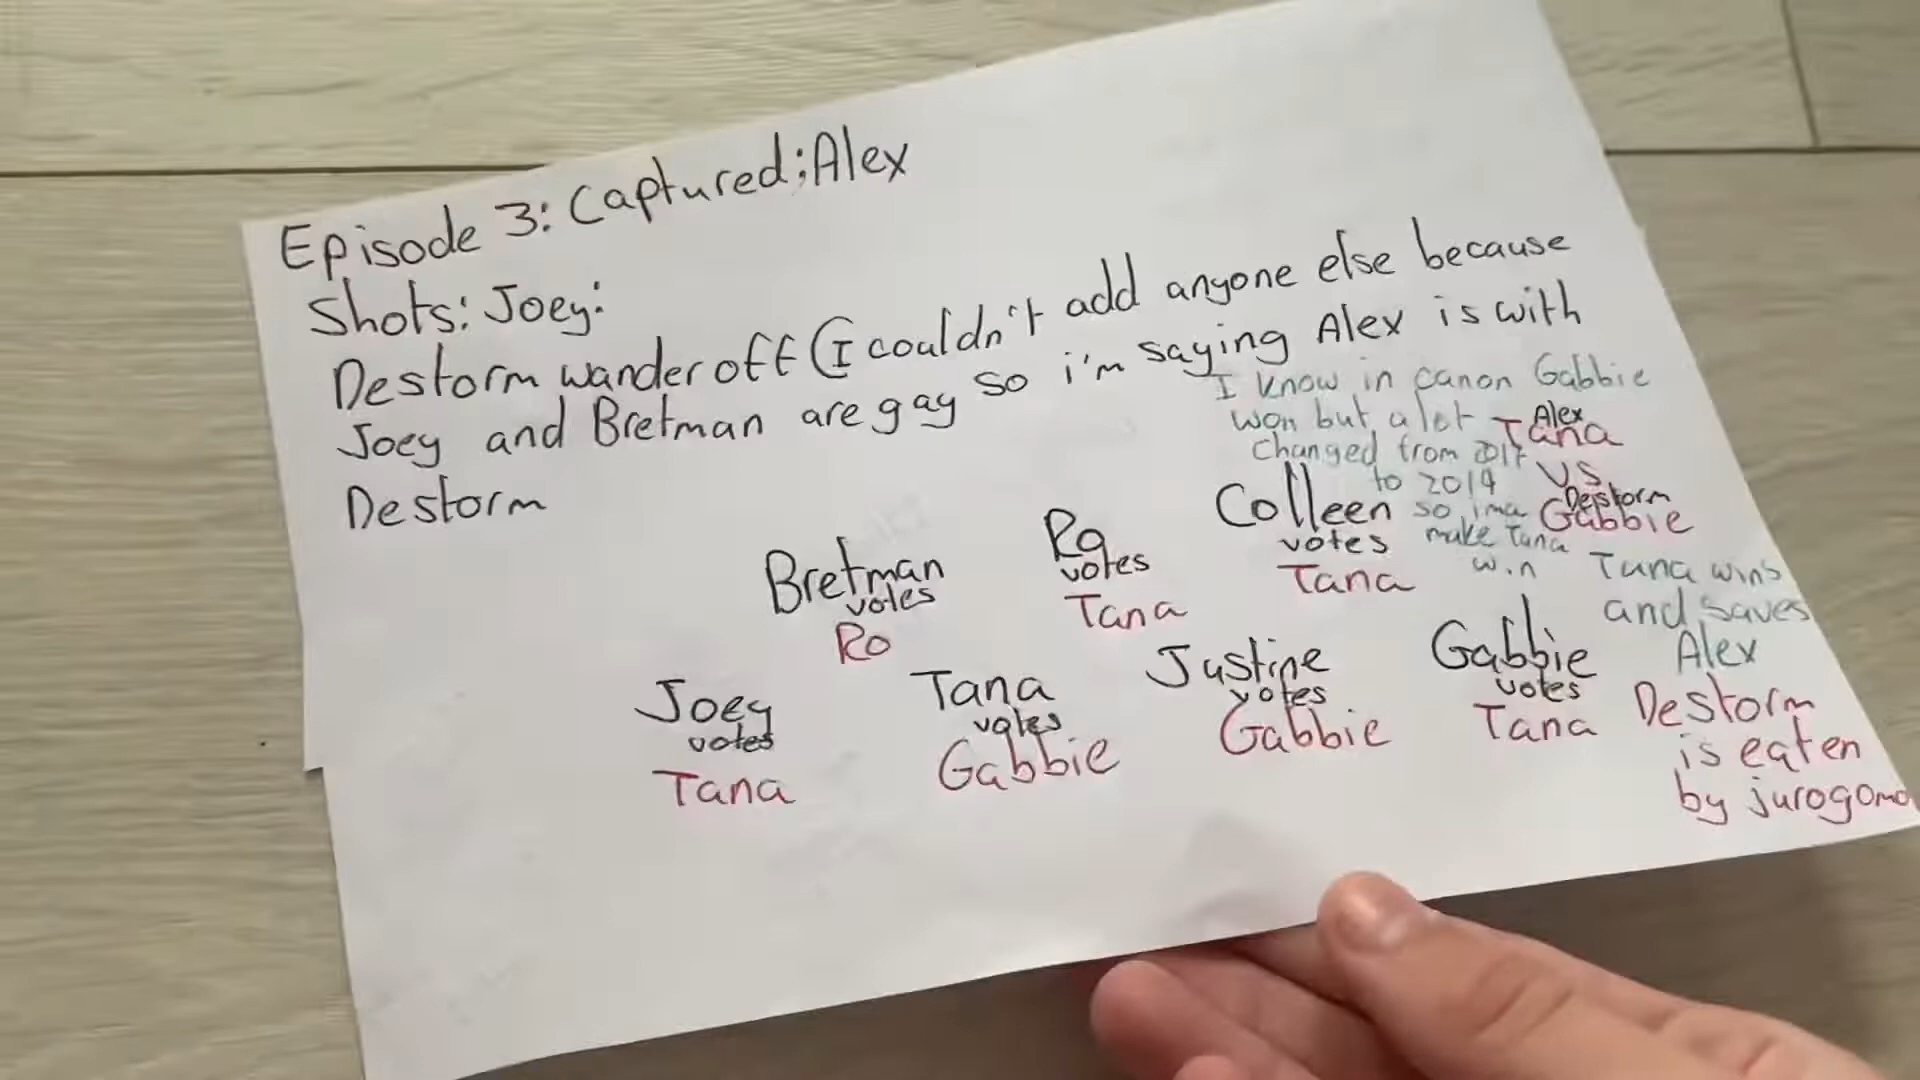 Episode 3: Captured; Alex
Shots: Joey:
Destorm wander off (I couldn't add anyone else because
Joey and Bretman are gay so i'm saying Alex is with
Destorm
I know in canon Gabbie
won but a lot
changed from 2017
to 2019
so ima
make Tana
win
Alex
Tana
VS
Destorm
Gabbie
Tana wins
and saves
Alex
Destorm
is eaten
by jurogomo
Bretman
votes
Ro
Ro
votes
Tana
Colleen
votes
Tana
Joey
votes
Tana
Tana
votes
Gabbie
Justine
votes
Gabbie
Gabbie
votes
Tana